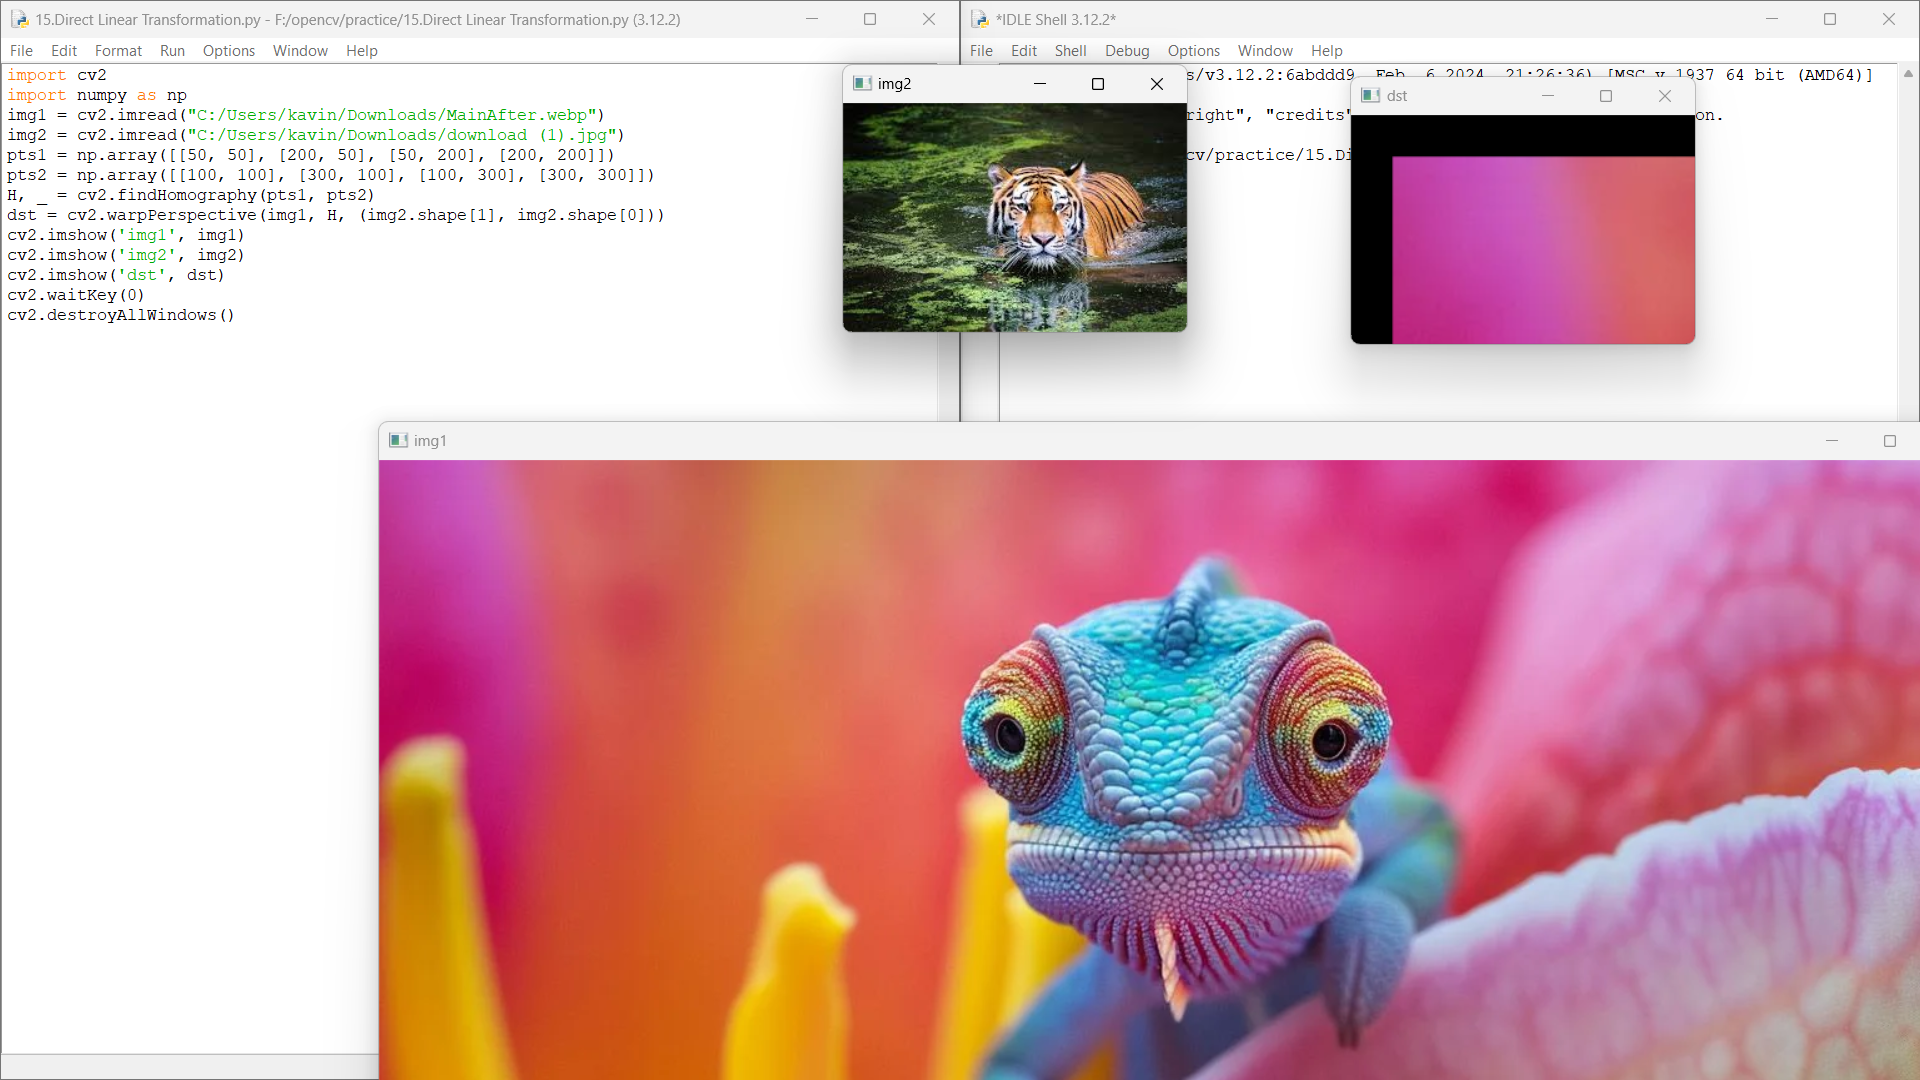 15.Direct Linear Transformation.py - F:/opencv/practice/15.Direct Linear Transformation.py (3.12.2)
File Edit Format Run Options Window Help
import cv2
import numpy as np
img1 = cv2.imread("C:/Users/kavin/Downloads/MainAfter.webp")
img2 = cv2.imread("C:/Users/kavin/Downloads/download (1).jpg")
pts1 = np.array([[50, 50], [200, 50], [50, 200], [200, 200]])
pts2 = np.array([[100, 100], [300, 100], [100, 300], [300, 300]])
H, _ = cv2.findHomography(pts1, pts2)
dst = cv2.warpPerspective(img1, H, (img2.shape[1], img2.shape[0]))
cv2.imshow('img1', img1)
cv2.imshow('img2', img2)
cv2.imshow('dst', dst)
cv2.waitKey(0)
cv2.destroyAllWindows()
*IDLE Shell 3.12.2*
File Edit Shell Debug Options Window Help
s/v3.12.2:6abddd9, Feb 6 2024, 21:26:36) [MSC v.1937 64 bit (AMD64)]
right", "credits" on.
cv/practice/15.Di
img2
dst
img1